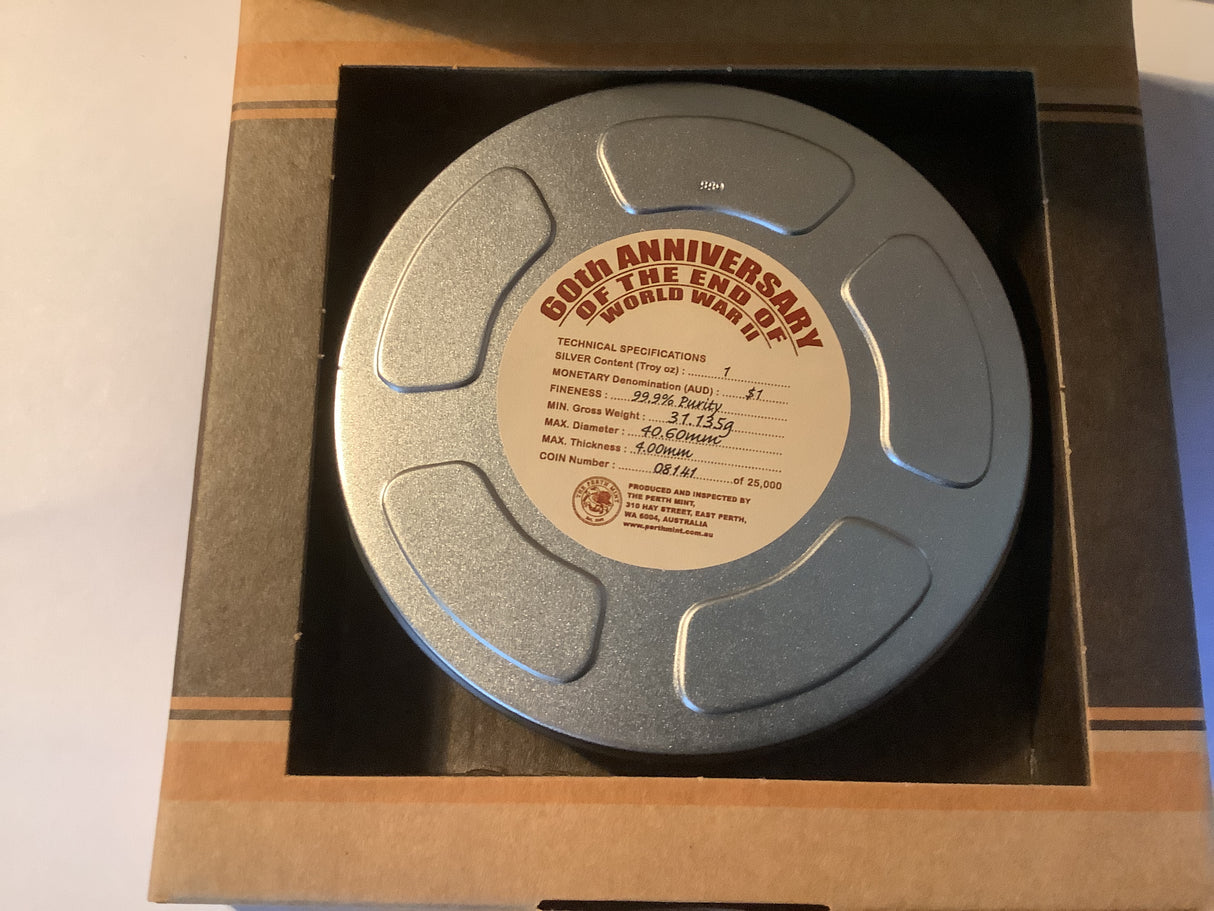 60th ANNIVERSARY
OF THE END OF
WORLD WAR II
TECHNICAL SPECIFICATIONS
SILVER Content (Troy oz) : 1
MONETARY Denomination (AUD) : $1
FINENESS : 99.9% Purity
MIN. Gross Weight : 31.135g
MAX. Diameter : 40.60mm
MAX. Thickness : 4.00mm
COIN Number : 08141 of 25,000
THE PERTH MINT
PRODUCED AND INSPECTED BY
THE PERTH MINT,
310 HAY STREET, EAST PERTH,
WA 6004, AUSTRALIA
www.perthmint.com.au